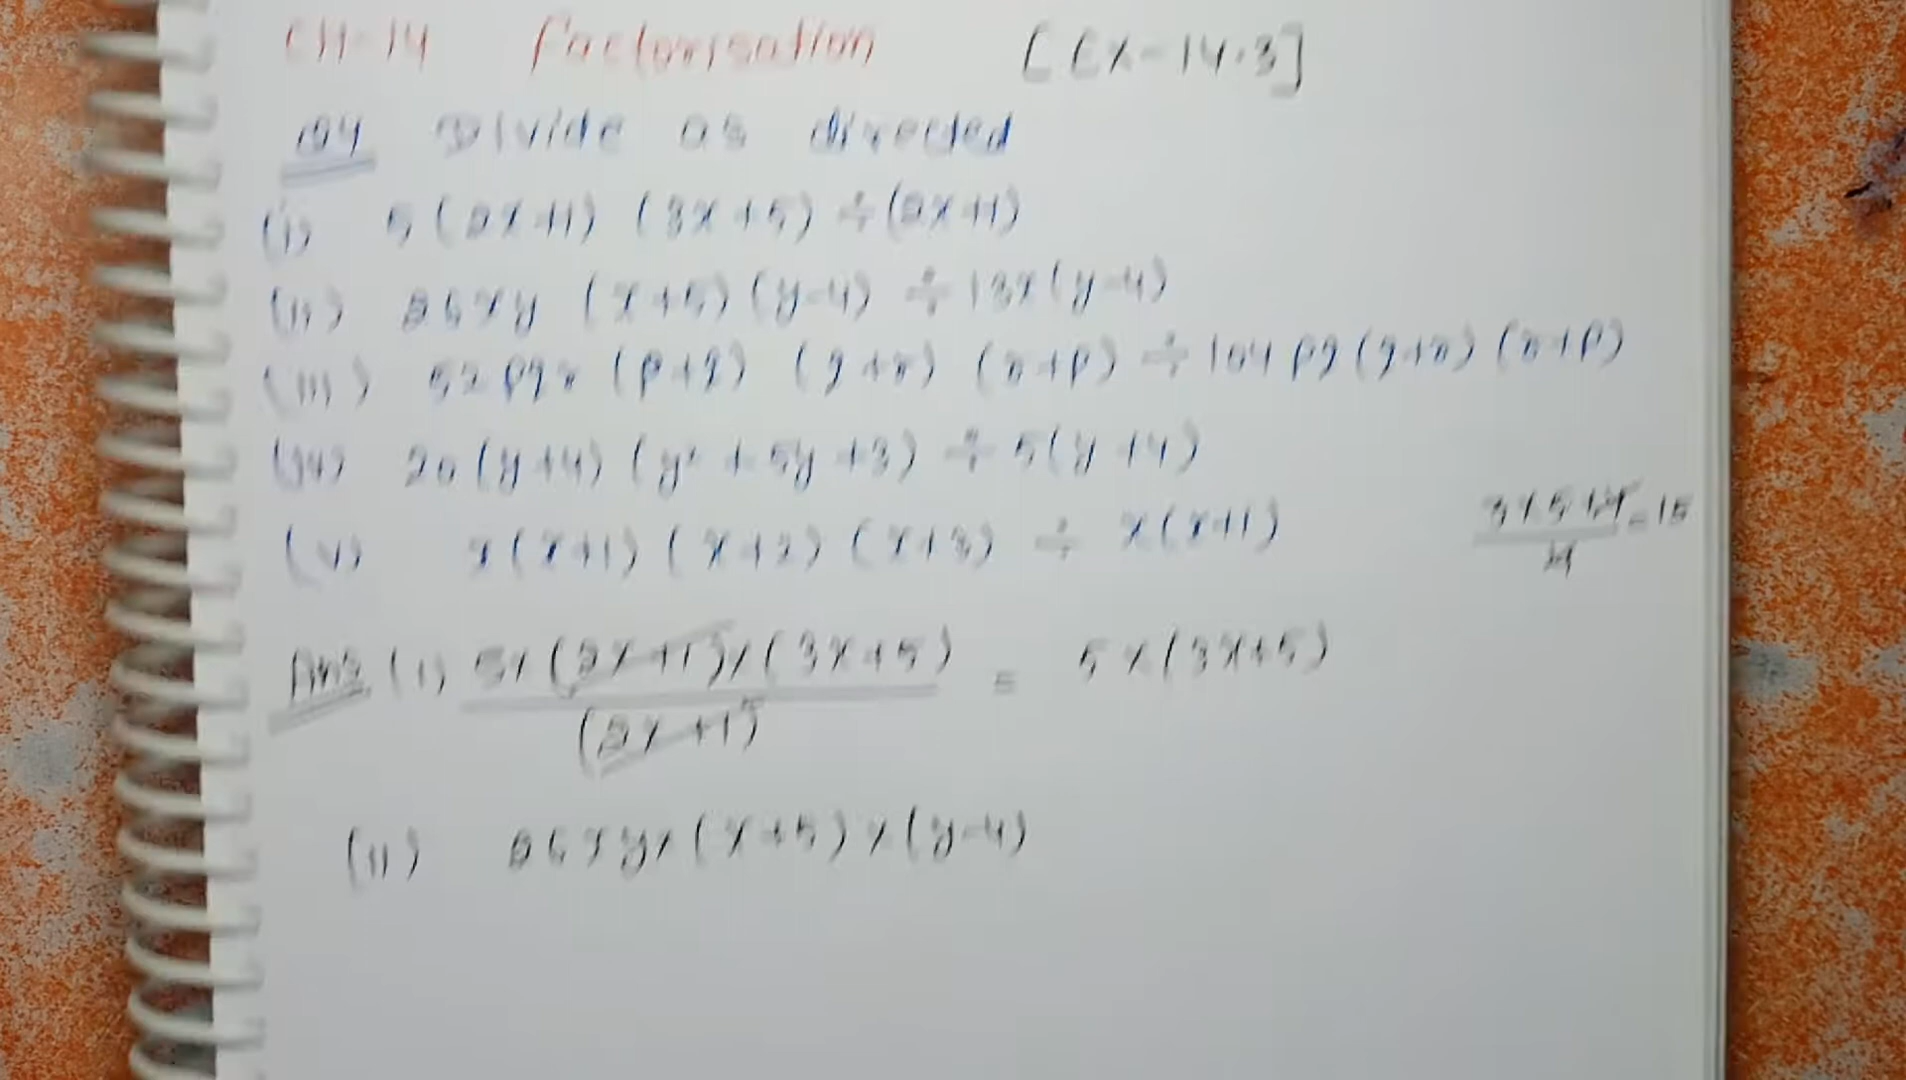 CH-14 Factorisation [EX-14.3]
Q4 Divide as directed
(i) 5(2x+1) (3x+5) ÷ (2x+1)
(ii) 26xy (x+5) (y-4) ÷ 13x(y-4)
(iii) 52pqr (p+q) (q+r) (r+p) ÷ 104pq(q+r) (r+p)
(iv) 20(y+4) (y² + 5y +3) ÷ 5(y+4)
(v) x(x+1) (x+2) (x+3) ÷ x(x+1)
= 15
Ans (i) 5×(2x+1)×(3x+5) = 5×(3x+5)
(2x+1)
(ii) 26xy×(x+5)×(y-4)